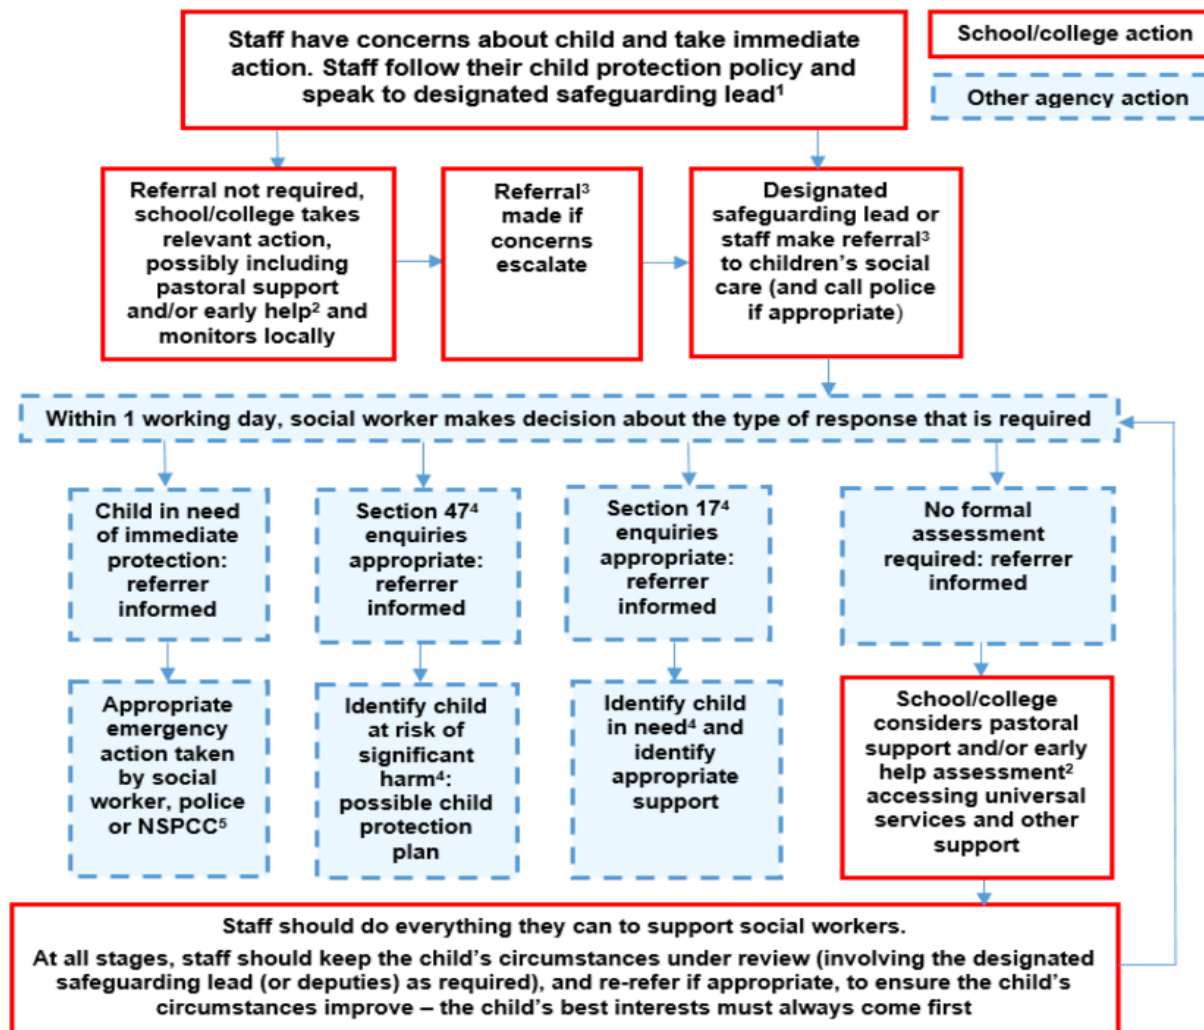 Staff have concerns about child and take immediate
action. Staff follow their child protection policy and
speak to designated safeguarding lead¹
School/college action
Other agency action
Referral not required,
school/college takes
relevant action,
possibly including
pastoral support
and/or early help² and
monitors locally
Referral³
made if
concerns
escalate
Designated
safeguarding lead or
staff make referral³
to children’s social
care (and call police
if appropriate)
Within 1 working day, social worker makes decision about the type of response that is required
Child in need
of immediate
protection:
referrer
informed
Section 47⁴
enquiries
appropriate:
referrer
informed
Section 17⁴
enquiries
appropriate:
referrer
informed
No formal
assessment
required: referrer
informed
Appropriate
emergency
action taken
by social
worker, police
or NSPCC⁵
Identify child
at risk of
significant
harm⁴:
possible child
protection
plan
Identify child
in need⁴ and
identify
appropriate
support
School/college
considers pastoral
support and/or early
help assessment²
accessing universal
services and other
support
Staff should do everything they can to support social workers.
At all stages, staff should keep the child’s circumstances under review (involving the designated
safeguarding lead (or deputies) as required), and re-refer if appropriate, to ensure the child’s
circumstances improve – the child’s best interests must always come first